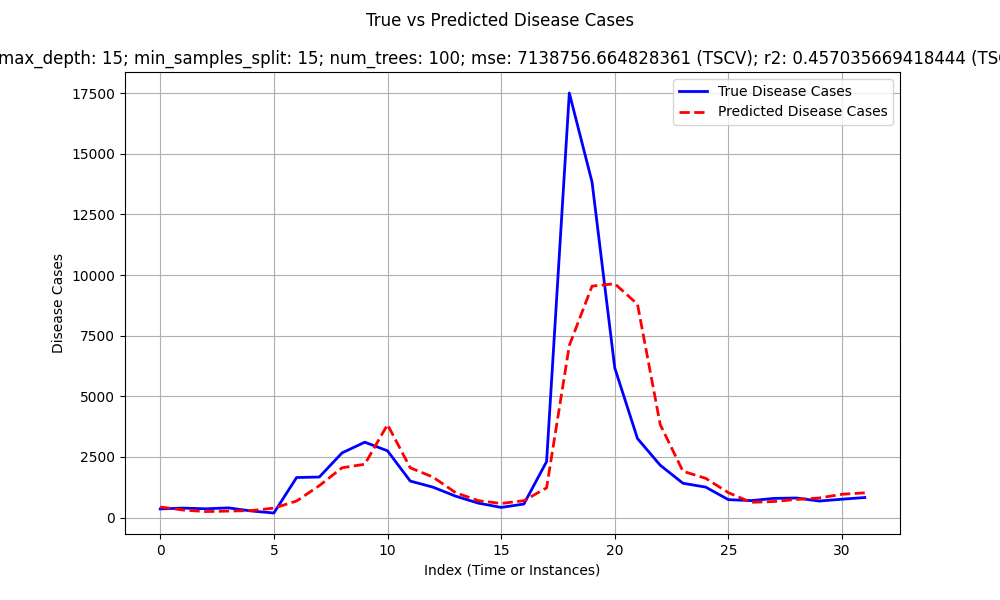 True vs Predicted Disease Cases
max_depth: 15; min_samples_split: 15; num_trees: 100; mse: 7138756.664828361 (TSCV); r2: 0.457035669418444
True Disease Cases
Predicted Disease Cases
17500
15000
12500
10000
7500
5000
2500
0
Disease Cases
0 5 10 15 20 25 30
Index (Time or Instances)